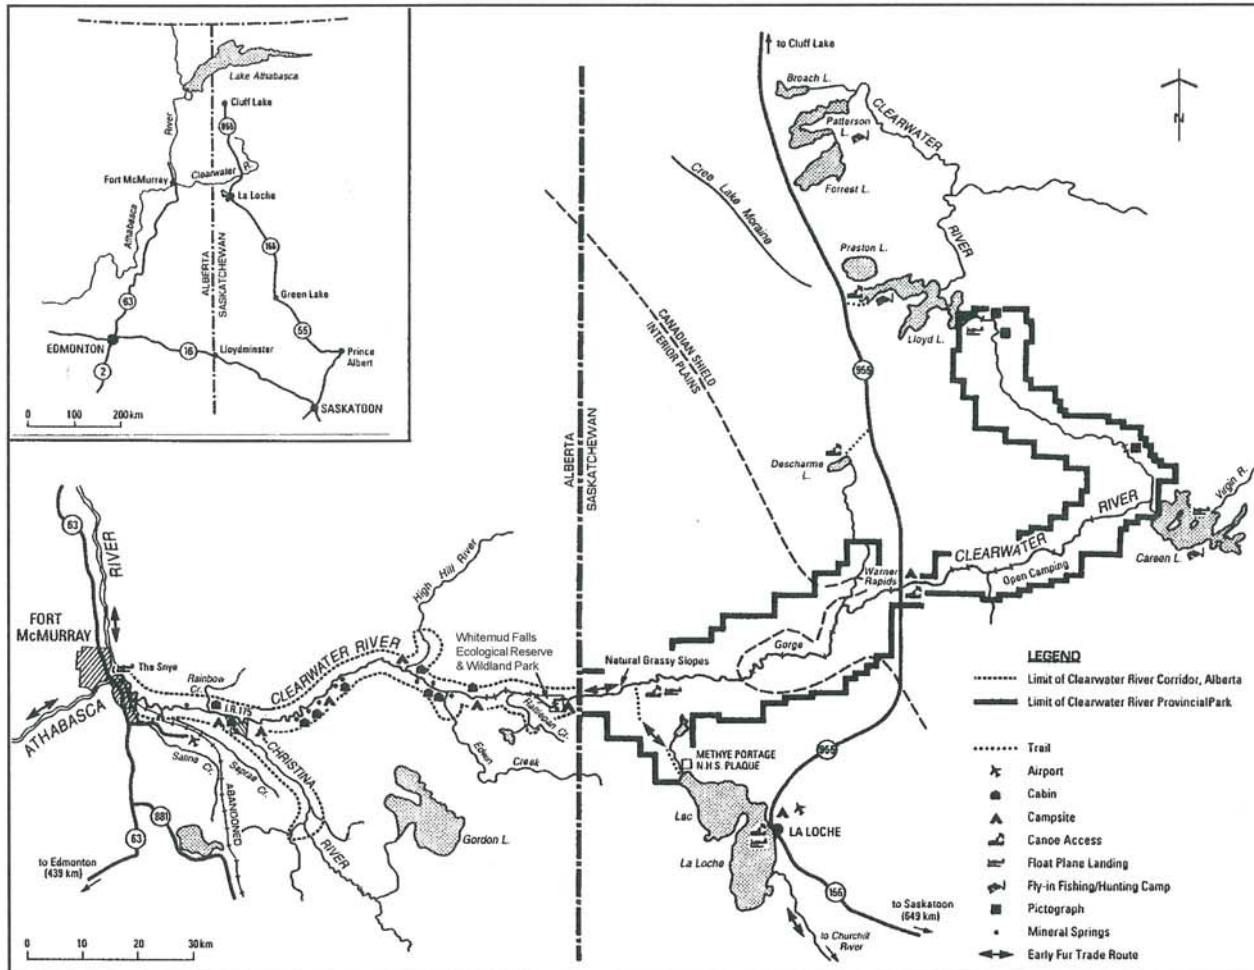 Lake Athabasca
Cluff Lake
955
River
Clearwater
R.
Fort McMurray
La Loche
Athabasca
ALBERTA
SASKATCHEWAN
Green Lake
63
55
EDMONTON
16
Lloydminster
Prince
Albert
2
SASKATOON
0 100 200km
to Cluff Lake
N
Broach L.
CLEARWATER
Patterson
L.
Forrest L.
RIVER
Cree Lake Moraine
Preston L.
Lloyd L.
CANADIAN SHIELD
INTERIOR PLAINS
955
ALBERTA
SASKATCHEWAN
Descharme
L.
Virgin R.
CLEARWATER RIVER
Careen L.
Open Camping
Warner
Rapids
63
RIVER
High Hill River
FORT
McMURRAY
The Snye
Rainbow
Cr.
CLEARWATER RIVER
Whitemud Falls
Ecological Reserve
& Wildland Park
Natural Grassy Slopes
Gorge
I.R. 175
Rattlepan Cr.
ATHABASCA
CHRISTINA
RIVER
Edwin
Creek
Saline Cr.
Saprae Cr.
ABANDONED
METHYE PORTAGE
N.H.S. PLAQUE
955
881
63
Gordon L.
Lac
La Loche
LA LOCHE
to Edmonton
(439 km)
155
to Saskatoon
(649 km)
to Churchill
River
0 10 20 30km
LEGEND
Limit of Clearwater River Corridor, Alberta
Limit of Clearwater River Provincial Park
Trail
Airport
Cabin
Campsite
Canoe Access
Float Plane Landing
Fly-in Fishing/Hunting Camp
Pictograph
Mineral Springs
Early Fur Trade Route